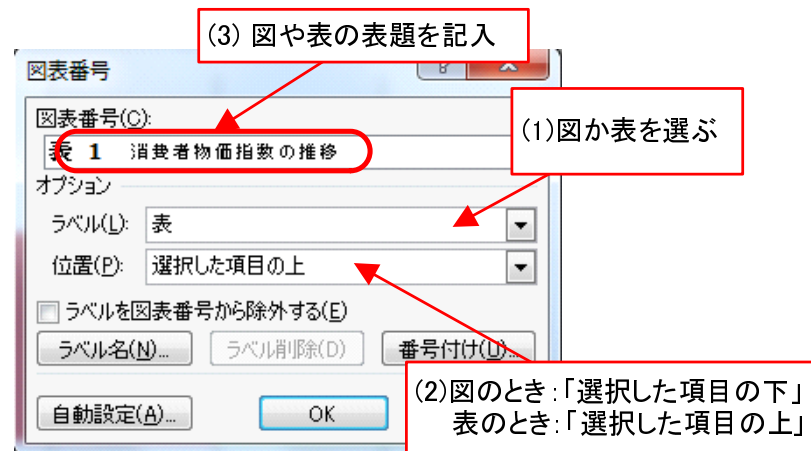 (3) 図や表の表題を記入
図表番号
図表番号(C):
(1)図か表を選ぶ
表 1 消費者物価指数の推移
オプション
ラベル(L):
表
位置(P):
選択した項目の上
ラベルを図表番号から除外する(E)
ラベル名(N)...
ラベル削除(D)
番号付け(U)...
(2)図のとき:「選択した項目の下」
表のとき:「選択した項目の上」
自動設定(A)...
OK